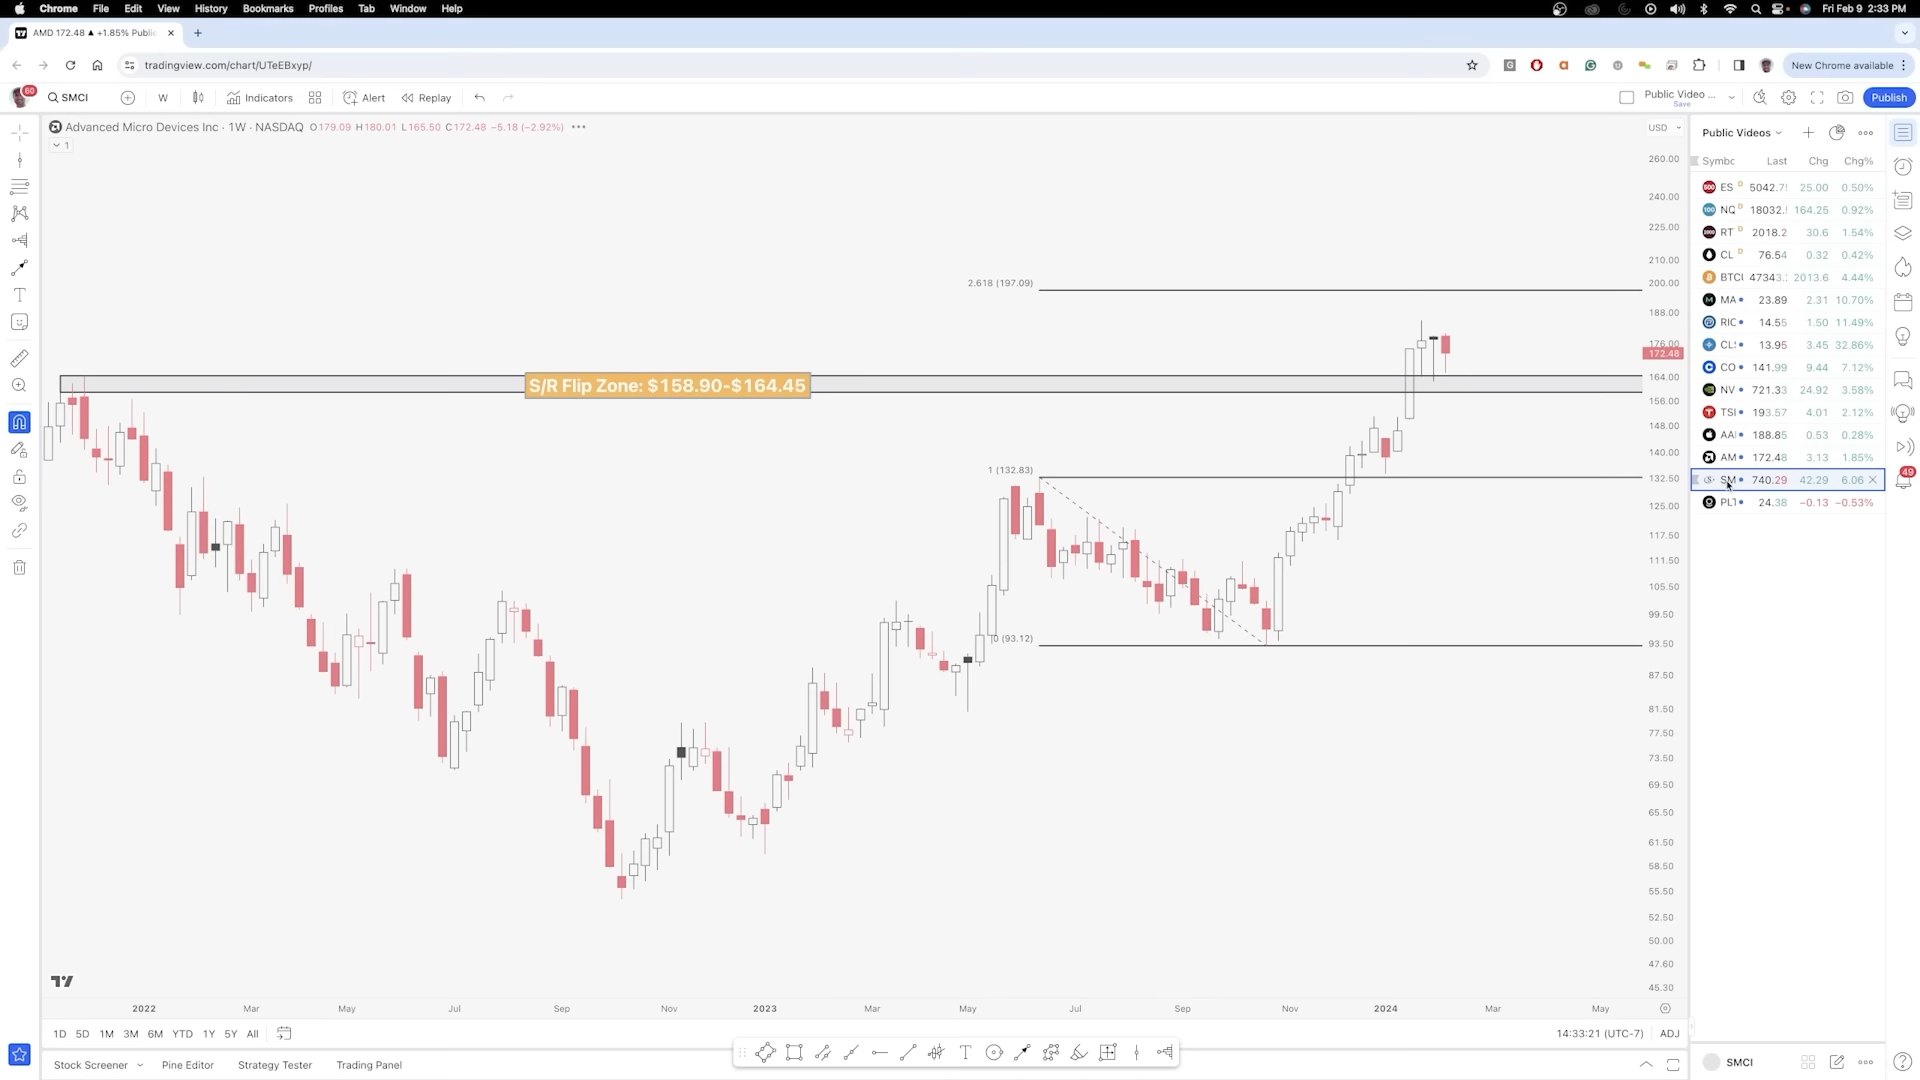 Chrome File Edit View History Bookmarks Profiles Tab Window Help
Fri Feb 9 2:33 PM
AMD 172.48 ▲ +1.85% Public
tradingview.com/chart/UTeEBxyp/
New Chrome available
60
SMCI
W
Indicators
Alert
Replay
Public Video ...
Save
Publish
Advanced Micro Devices Inc · 1W · NASDAQ O179.09 H180.01 L165.50 C172.48 −5.18 (−2.92%)
1
USD
260.00
240.00
225.00
210.00
200.00
188.00
176.00
172.48
164.00
156.00
148.00
140.00
132.50
125.00
117.50
111.50
105.50
99.50
93.50
87.50
81.50
77.50
73.50
69.50
65.50
61.50
58.50
55.50
52.50
50.00
47.60
45.30
2.618 (197.09)
S/R Flip Zone: $158.90-$164.45
1 (132.83)
0 (93.12)
2022 Mar May Jul Sep Nov 2023 Mar May Jul Sep Nov 2024 Mar May
1D 5D 1M 3M 6M YTD 1Y 5Y All
14:33:21 (UTC-7) ADJ
Stock Screener Pine Editor Strategy Tester Trading Panel
Public Videos
Last Chg Chg%
ES D 25.00 0.50%
NQ D 164.25 0.92%
RT D 2018.2 30.6 1.54%
CL D 76.54 0.32 0.42%
2013.6 4.44%
MA 23.89 2.31 10.70%
RIC 14.55 1.50 11.49%
13.95 3.45 32.86%
CO 141.99 9.44 7.12%
NV 721.33 24.92 3.58%
193.57 4.01 2.12%
188.85 0.53 0.28%
AM 172.48 3.13 1.85%
SM 740.29 42.29 6.06
24.38 −0.13 −0.53%
49
SMCI